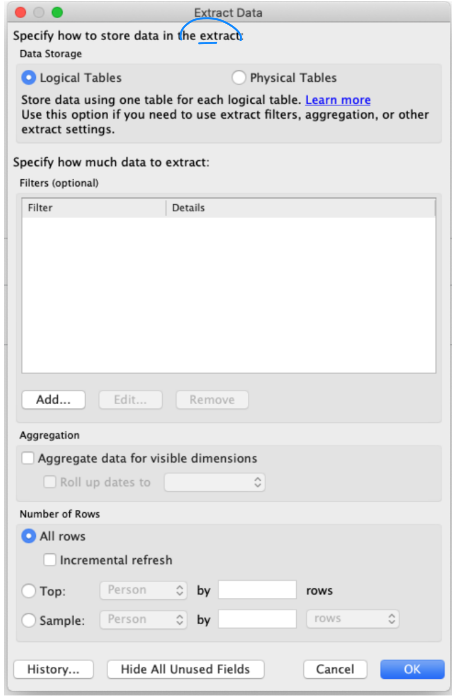 Extract Data
Specify how to store data in the extract:
Data Storage
Logical Tables Physical Tables
Store data using one table for each logical table. Learn more
Use this option if you need to use extract filters, aggregation, or other
extract settings.
Specify how much data to extract:
Filters (optional)
Filter Details
Add... Edit... Remove
Aggregation
Aggregate data for visible dimensions
Roll up dates to
Number of Rows
All rows
Incremental refresh
Top: Person by rows
Sample: Person by rows
History... Hide All Unused Fields Cancel OK